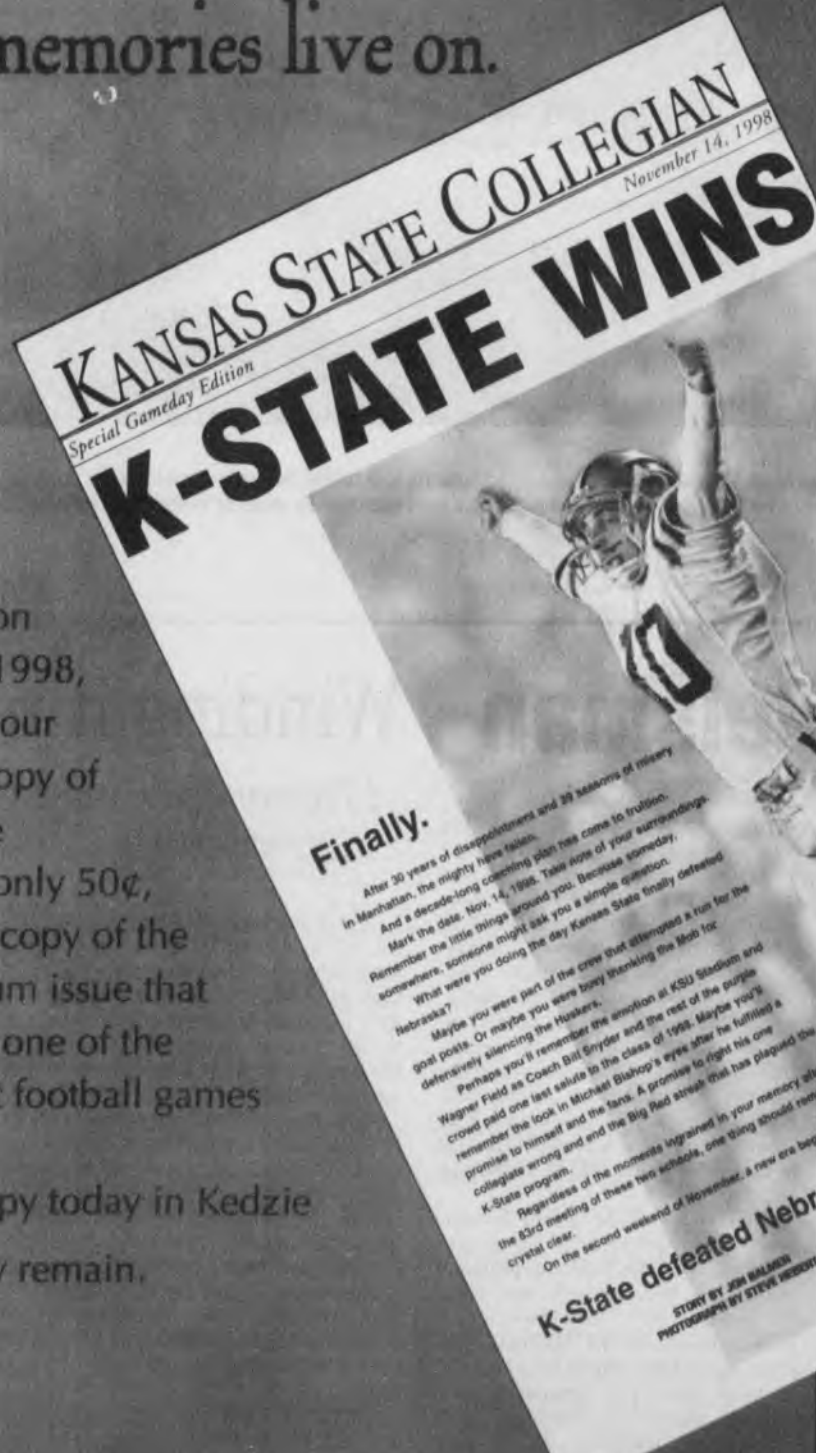 memories live on.
KANSAS STATE COLLEGIAN
Special Gameday Edition
November 14, 1998
K-STATE WINS
10
Finally.
After 30 years of disappointment and 29 seasons of misery
in Manhattan, the mighty have fallen.
And a decade-long coaching plan has come to fruition.
Mark the date. Nov. 14, 1998. Take note of your surroundings.
Remember the little things around you. Because someday,
somewhere, someone might ask you a simple question.
What were you doing the day Kansas State finally defeated
Nebraska?
Maybe you were part of the crew that attempted a run for the
goal posts. Or maybe you were busy thanking the Mob for
defensively silencing the Huskers.
Perhaps you'll remember the emotion at KSU Stadium and
Wagner Field as Coach Bill Snyder and the rest of the purple
crowd paid one last salute to the class of 1998. Maybe you'll
remember the look in Michael Bishop's eyes after he fulfilled a
promise to himself and the fans. A promise to right his one
collegiate wrong and end the Big Red streak that has plagued the
K-State program.
Regardless of the moments ingrained in your memory
the 83rd meeting of these two schools, one thing should
crystal clear.
On the second weekend of November, a new era
K-State defeated
STORY BY JON BALMER
PHOTOGRAPH BY STEVE HEBERT
on
1998,
our
opy of
e
only 50¢,
copy of the
um issue that
one of the
t football games
py today in Kedzie
y remain.